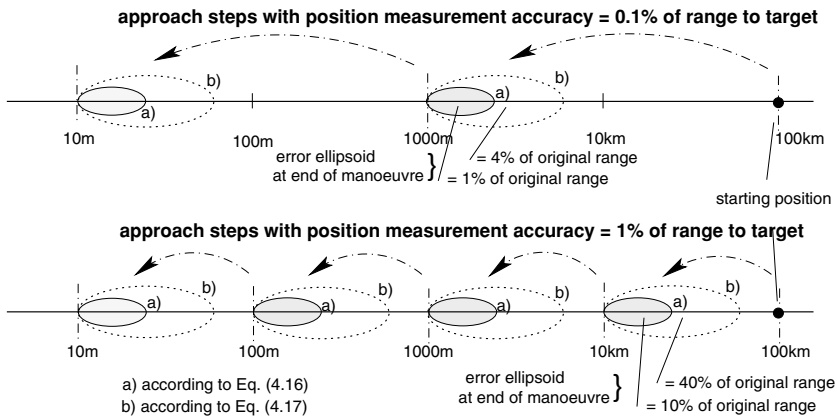 approach steps with position measurement accuracy = 0.1% of range to target
b)
b)
a)
a)
10m
100m
1000m
10km
100km
error ellipsoid
at end of manoeuvre
}
= 4% of original range
= 1% of original range
starting position
approach steps with position measurement accuracy = 1% of range to target
b)
b)
b)
b)
a)
a)
a)
a)
10m
100m
1000m
10km
100km
a) according to Eq. (4.16)
b) according to Eq. (4.17)
error ellipsoid
at end of manoeuvre
}
= 40% of original range
= 10% of original range